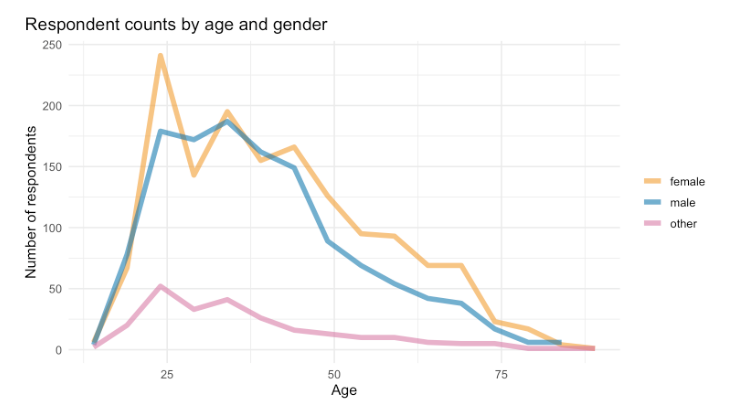 Respondent counts by age and gender
250
200
150
100
50
0
Number of respondents
25
50
75
Age
female
male
other